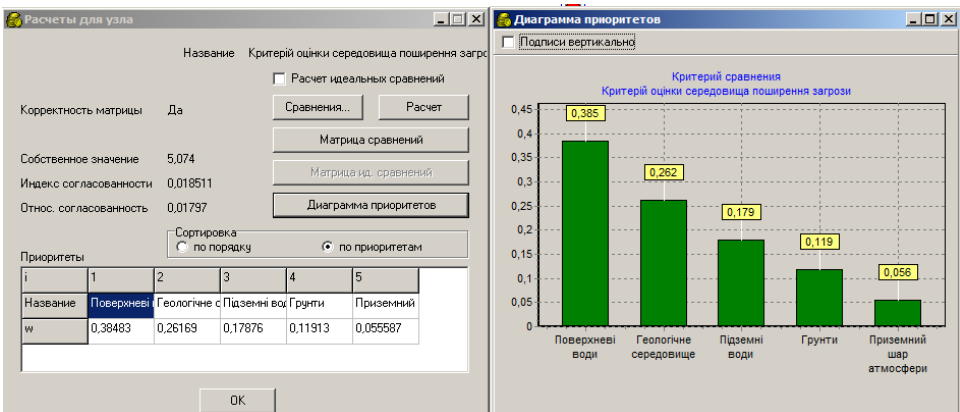 Расчеты для узла
Название Критерій оцінки середовища поширення загро
Расчет идеальных сравнений
Корректность матрицы Да
Сравнения... Расчет
Матрица сравнений
Собственное значение 5,074
Матрица ид. сравнений
Индекс согласованности 0,018511
Относ. согласованность 0,01797
Диаграмма приоритетов
Сортировка
по порядку по приоритетам
Приоритеты
i 1 2 3 4 5
Название Поверхневі Геологічне с Підземні вод Грунти Приземний
w 0,38483 0,26169 0,17876 0,11913 0,055587
OK
Диаграмма приоритетов
Подписи вертикально
Критерий сравнения
Критерій оцінки середовища поширення загрози
0,45
0,4
0,35
0,3
0,25
0,2
0,15
0,1
0,05
0
0,385
0,262
0,179
0,119
0,056
Поверхневі Геологічне Підземні Грунти Приземний
води середовище води шар
атмосфери